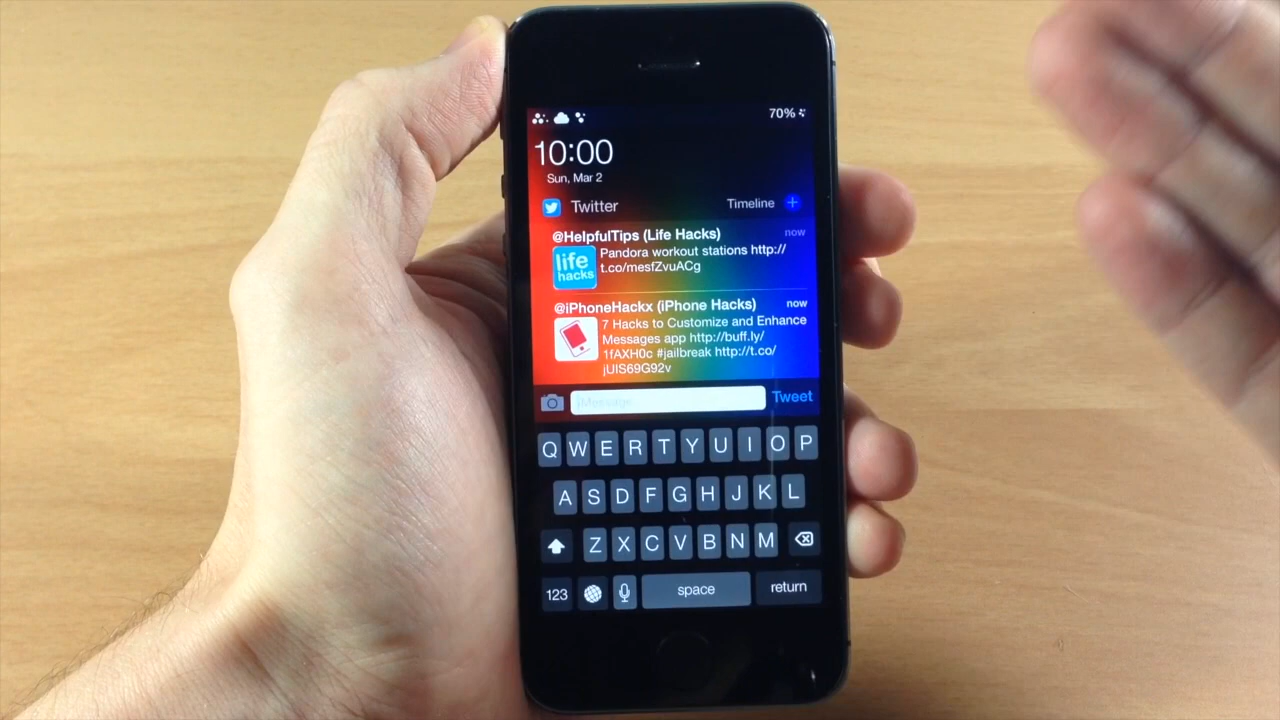 70%
10:00
Sun, Mar 2
Twitter
Timeline +
@HelpfulTips (Life Hacks)
now
Pandora workout stations http://
t.co/mesfZvuACg
life
hacks
@iPhoneHackx (iPhone Hacks)
now
7 Hacks to Customize and Enhance
Messages app http://buff.ly/
1fAXH0c #jailbreak http://t.co/
jUIS69G92v
iMessage
Tweet
Q W E R T Y U I O P
A S D F G H J K L
Z X C V B N M
123
space
return